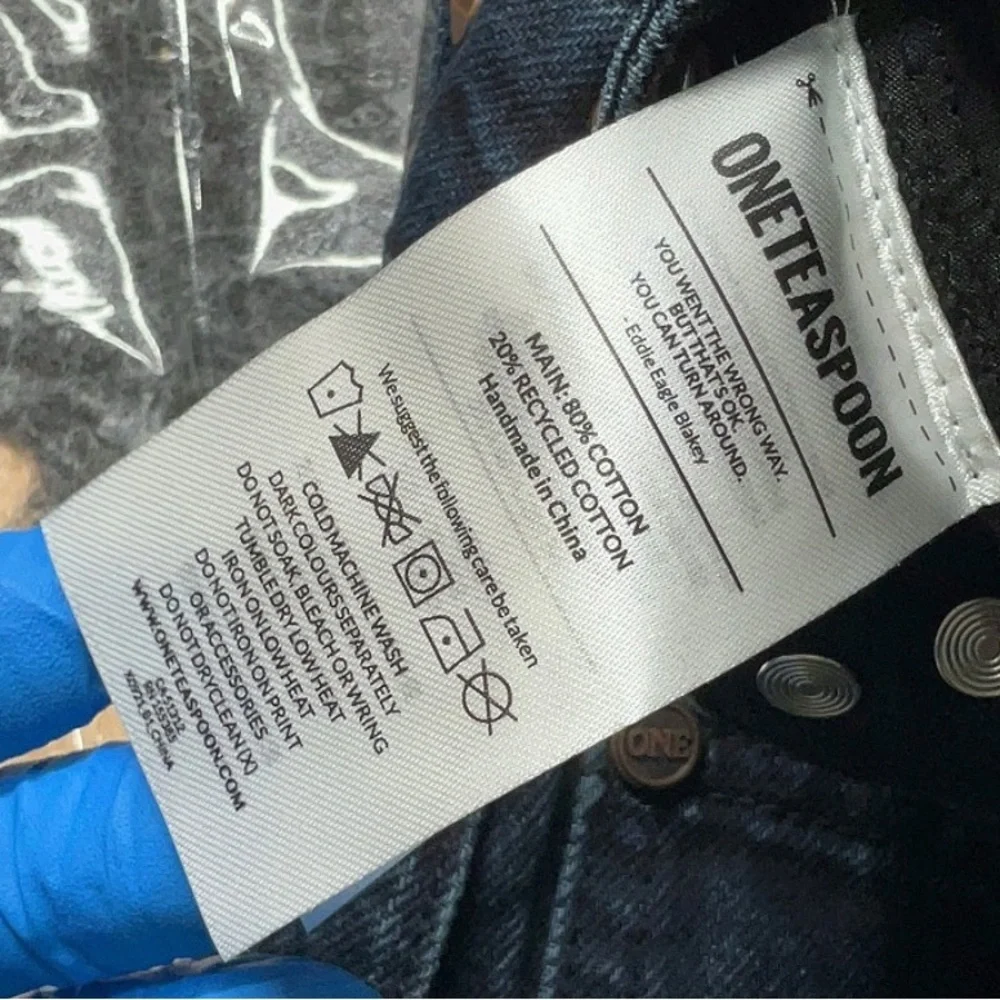 ONETEASPOON
YOU WENT THE WRONG WAY.
BUT THAT'S OK.
YOU CAN TURN AROUND.
- Eddie Eagle Blakey
MAIN: 80% COTTON
20% RECYCLED COTTON
Handmade in China
We suggest the following care be taken
COLD MACHINE WASH
DARK COLOURS SEPARATELY
DO NOT SOAK, BLEACH OR WRING
TUMBLE DRY LOW HEAT
IRON ON LOW HEAT
DO NOT IRON ON PRINT
OR ACCESSORIES
DO NOT DRYCLEAN (X)
WWW.ONETEASPOON.COM
CHINA
ONE